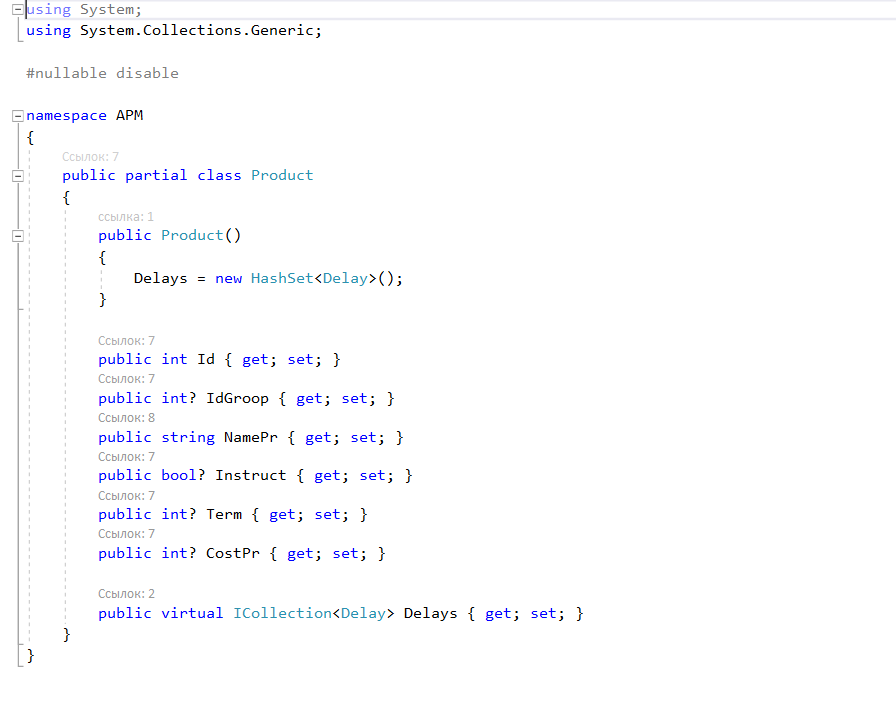 using System;
using System.Collections.Generic;
#nullable disable
namespace APM
{
Ссылок: 7
public partial class Product
{
ссылка: 1
public Product()
{
Delays = new HashSet<Delay>();
}
Ссылок: 7
public int Id { get; set; }
Ссылок: 7
public int? IdGroop { get; set; }
Ссылок: 8
public string NamePr { get; set; }
Ссылок: 7
public bool? Instruct { get; set; }
Ссылок: 7
public int? Term { get; set; }
Ссылок: 7
public int? CostPr { get; set; }
Ссылок: 2
public virtual ICollection<Delay> Delays { get; set; }
}
}